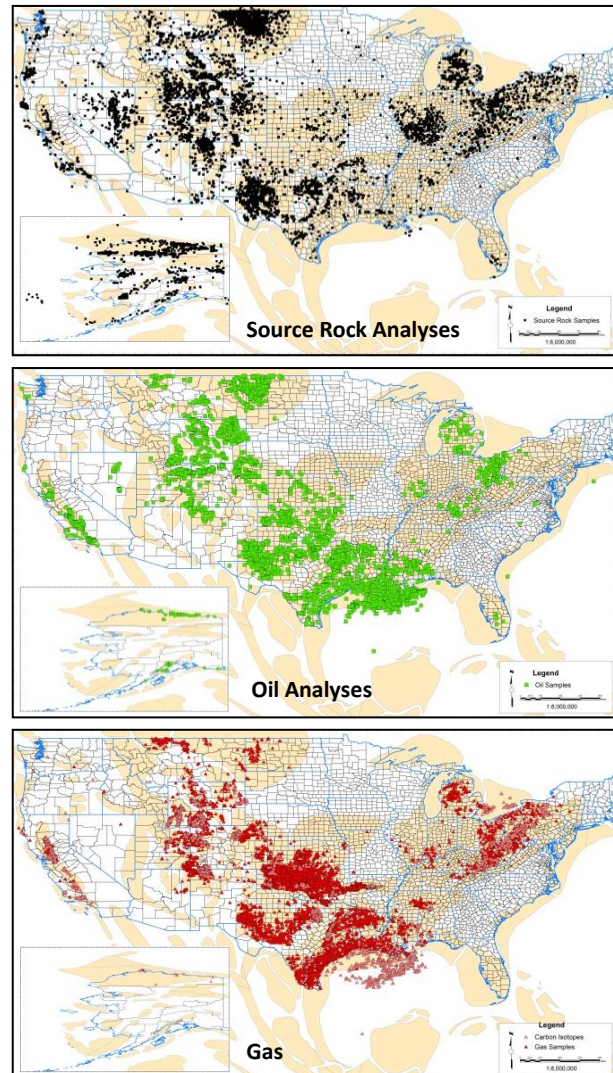 Legend
Source Rock Samples
1:8,000,000
Source Rock Analyses
Legend
Oil Samples
1:8,000,000
Oil Analyses
Legend
Carbon Isotopes
Gas Samples
1:8,000,000
Gas